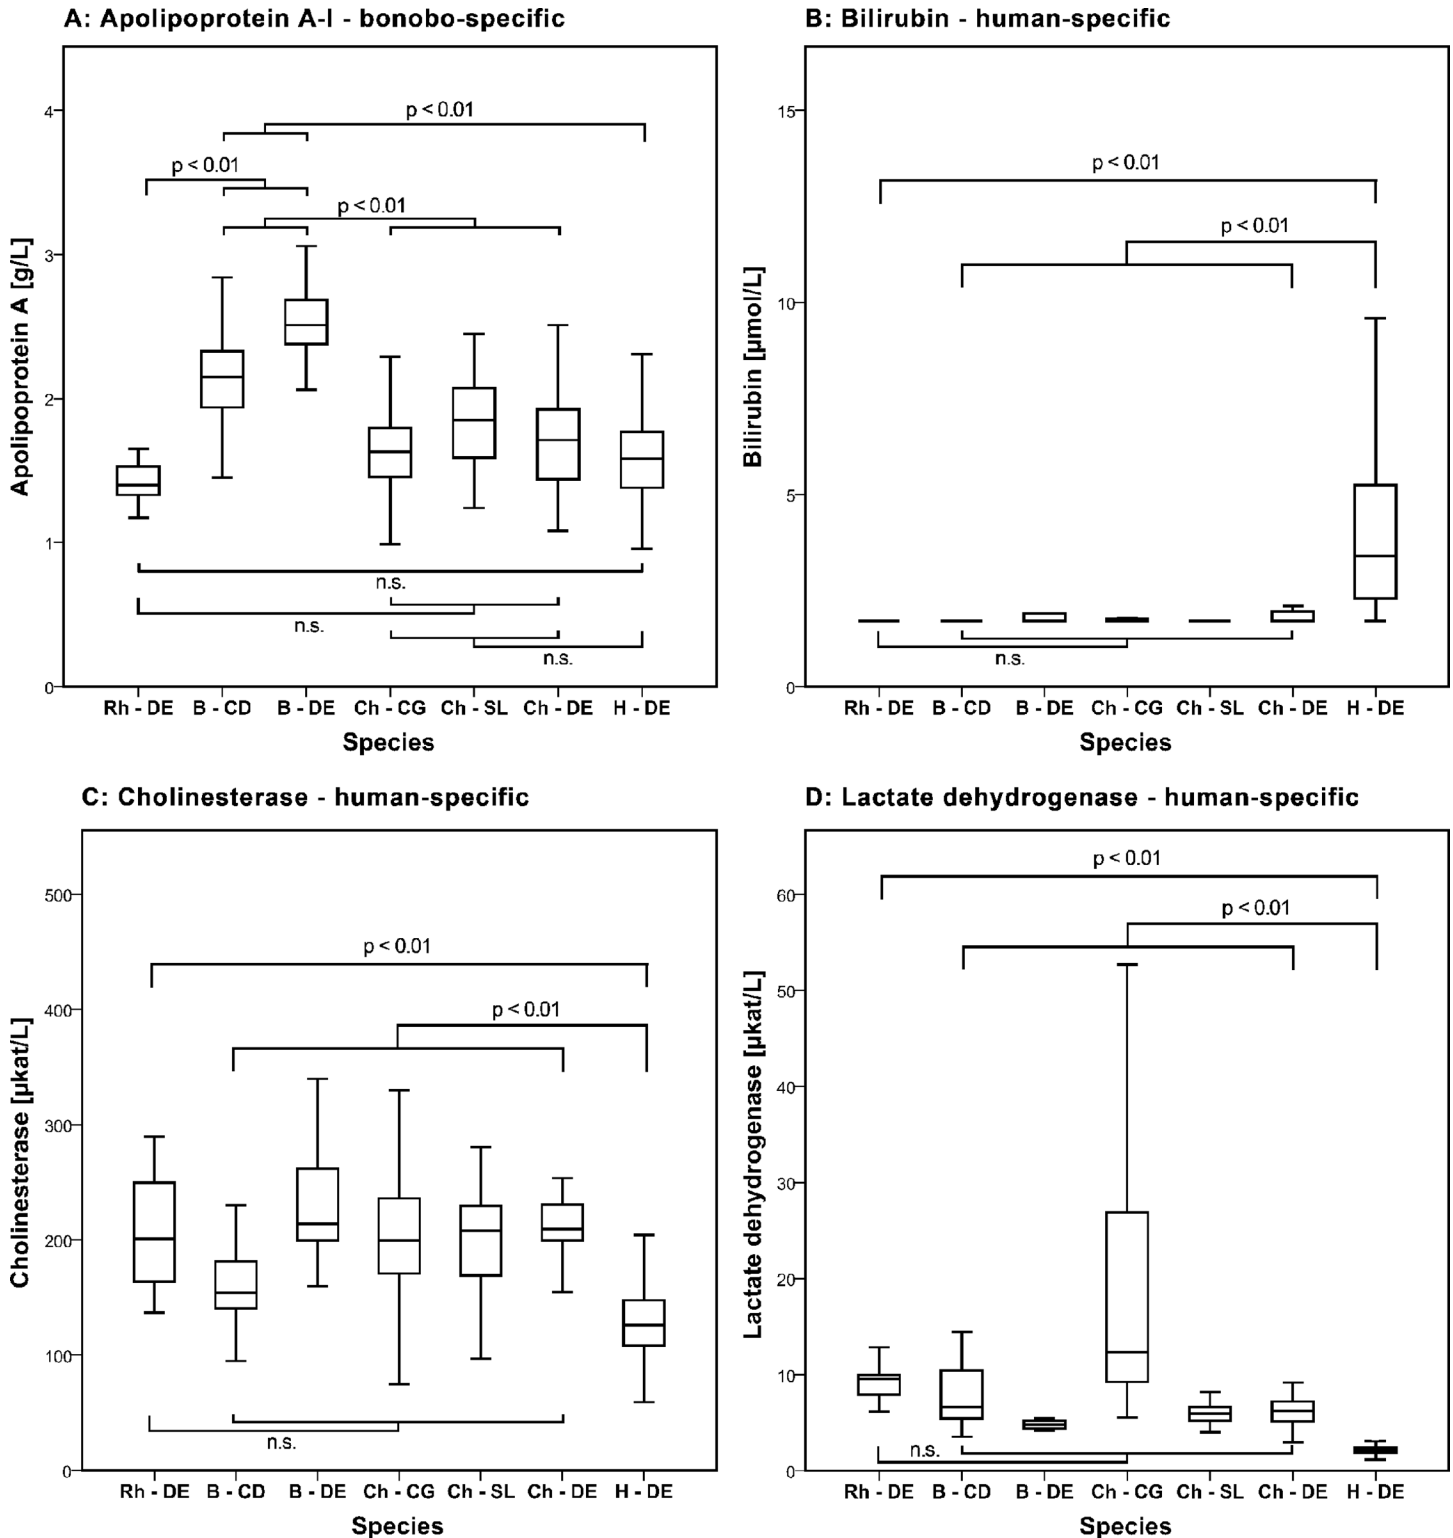 A: Apolipoprotein A-I - bonobo-specific
Apolipoprotein A [g/L]
4
3
2
1
0
p < 0.01
p < 0.01
p < 0.01
n.s.
n.s.
n.s.
Rh - DE B - CD B - DE Ch - CG Ch - SL Ch - DE H - DE
Species
B: Bilirubin - human-specific
Bilirubin [µmol/L]
15
10
5
0
p < 0.01
p < 0.01
n.s.
Rh - DE B - CD B - DE Ch - CG Ch - SL Ch - DE H - DE
Species
C: Cholinesterase - human-specific
Cholinesterase [µkat/L]
500
400
300
200
100
0
p < 0.01
p < 0.01
n.s.
Rh - DE B - CD B - DE Ch - CG Ch - SL Ch - DE H - DE
Species
D: Lactate dehydrogenase - human-specific
Lactate dehydrogenase [µkat/L]
60
50
40
30
20
10
0
p < 0.01
p < 0.01
n.s.
Rh - DE B - CD B - DE Ch - CG Ch - SL Ch - DE H - DE
Species